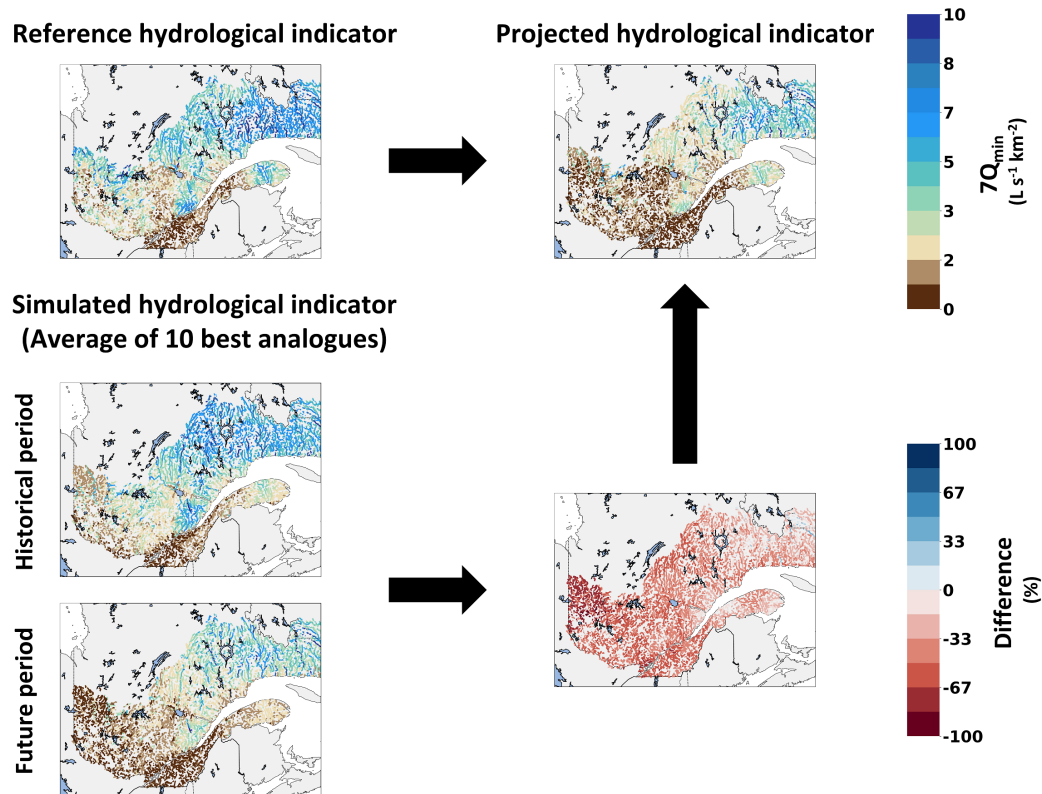 Reference hydrological indicator
Projected hydrological indicator
10
8
7
5
3
2
0
7Qmin
(L s-1 km-2)
Simulated hydrological indicator
(Average of 10 best analogues)
Historical period
Future period
100
67
33
0
-33
-67
-100
Difference
(%)